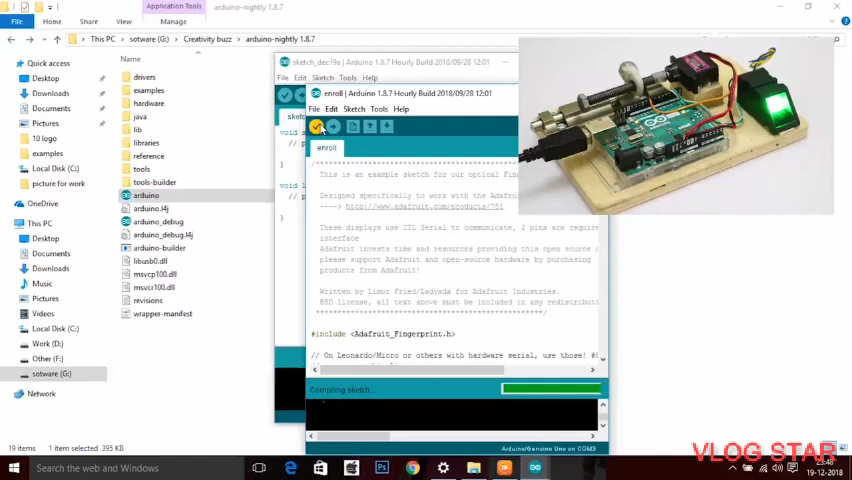 Application Tools
arduino-nightly 1.8.7
File
Home
Share
View
Manage
This PC
sotware (G:)
Creativity buzz
arduino-nightly 1.8.7
Quick access
Desktop
Downloads
Documents
Pictures
10 logo
examples
Local Disk (C:)
picture for work
OneDrive
This PC
Desktop
Documents
Downloads
Music
Pictures
Videos
Local Disk (C:)
Work (D:)
Other (F:)
sotware (G:)
Network
Name
drivers
examples
hardware
java
lib
libraries
reference
tools
tools-builder
arduino
arduino.l4j
arduino_debug
arduino_debug.l4j
arduino-builder
libusb0.dll
msvcp100.dll
msvcr100.dll
revisions
wrapper-manifest
19 items
1 item selected 395 KB
sketch_dec19a | Arduino 1.8.7 Hourly Build 2018/09/28 12:01
File Edit Sketch Tools Help
void
//
}
void
//
}
enroll | Arduino 1.8.7 Hourly Build 2018/09/28 12:01
File Edit Sketch Tools Help
enroll
/***************************************************
This is an example sketch for our optical
Designed specifically to work with the Adafruit
----> http://www.adafruit.com/products/751
These displays use TTL Serial to communicate, 2 pins are
interface
Adafruit invests time and resources providing this open source
please support Adafruit and open-source hardware by purchasing
products from Adafruit!
Written by Limor Fried/Ladyada for Adafruit Industries.
BSD license, all text above must be included in any
****************************************************/
#include <Adafruit_Fingerprint.h>
// On Leonardo/Micro or others with hardware serial, use those!
Compiling sketch...
Arduino/Genuino Uno on COM3
VLOG STAR
Search the web and Windows
23:48
19-12-2018